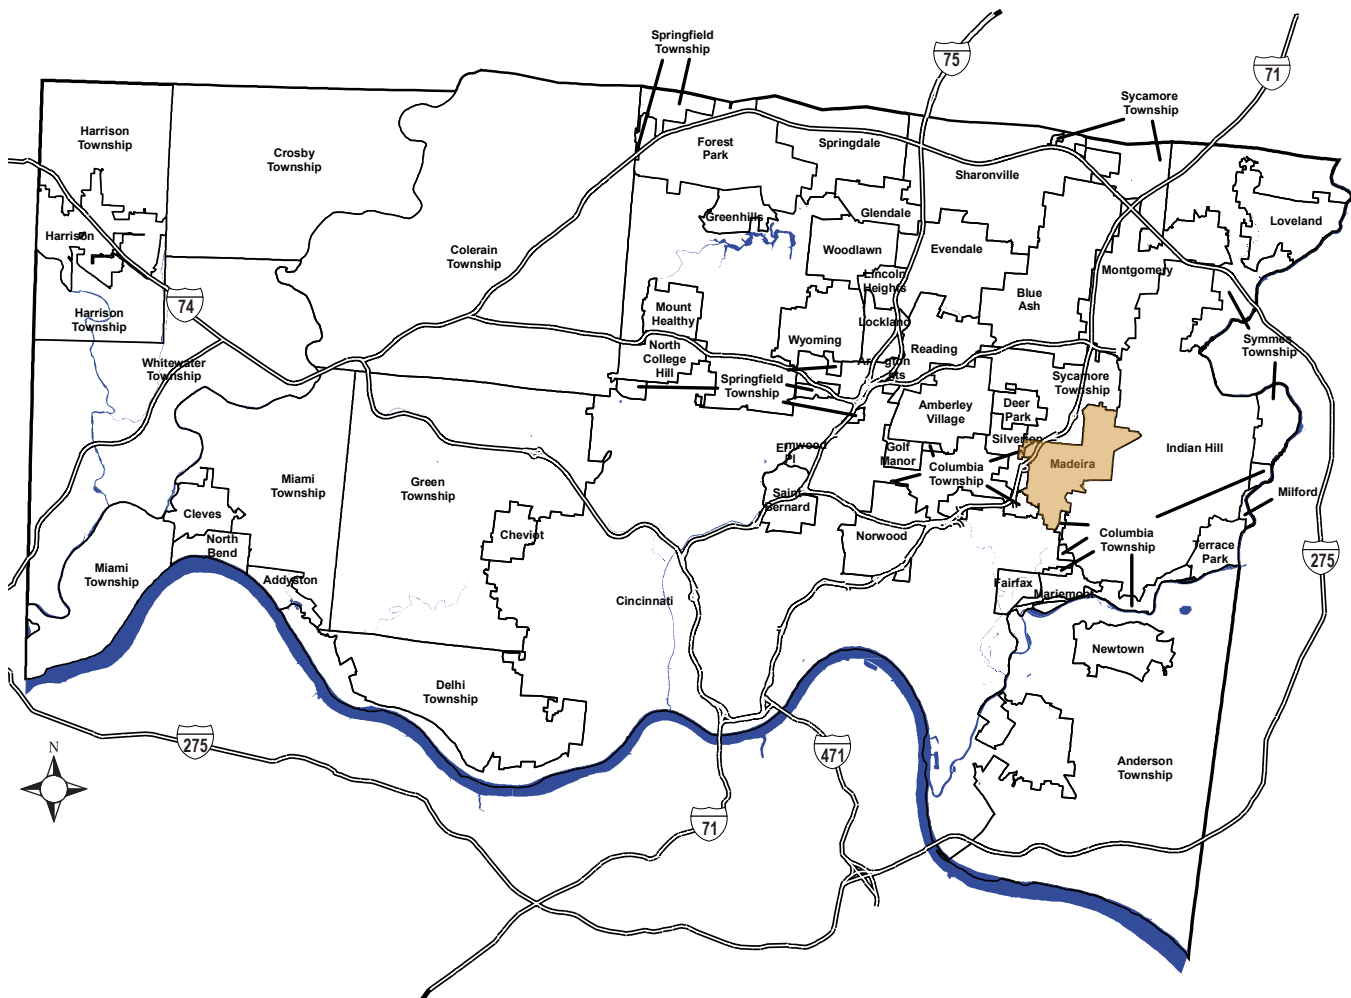 Springfield
Township
75
71
Sycamore
Township
Harrison
Township
Crosby
Township
Forest
Park
Springdale
Sharonville
Greenhills
Glendale
Loveland
Harrison
Colerain
Township
Woodlawn
Evendale
Montgomery
Lincoln
Heights
74
Harrison
Township
Mount
Healthy
Blue
Ash
Lockland
Wyoming
Reading
Symmes
Township
North
College
Hill
Whitewater
Township
Springfield
Township
Sycamore
Township
Amberley
Village
Deer
Park
Silverton
Golf
Manor
Indian Hill
Madeira
Columbia
Township
Miami
Township
Green
Township
Saint
Bernard
Milford
Cleves
North
Bend
Cheviot
Norwood
Columbia
Township
Terrace
Park
275
Miami
Township
Addyston
Fairfax
Mariemont
Cincinnati
Newtown
Delhi
Township
275
N
471
Anderson
Township
71